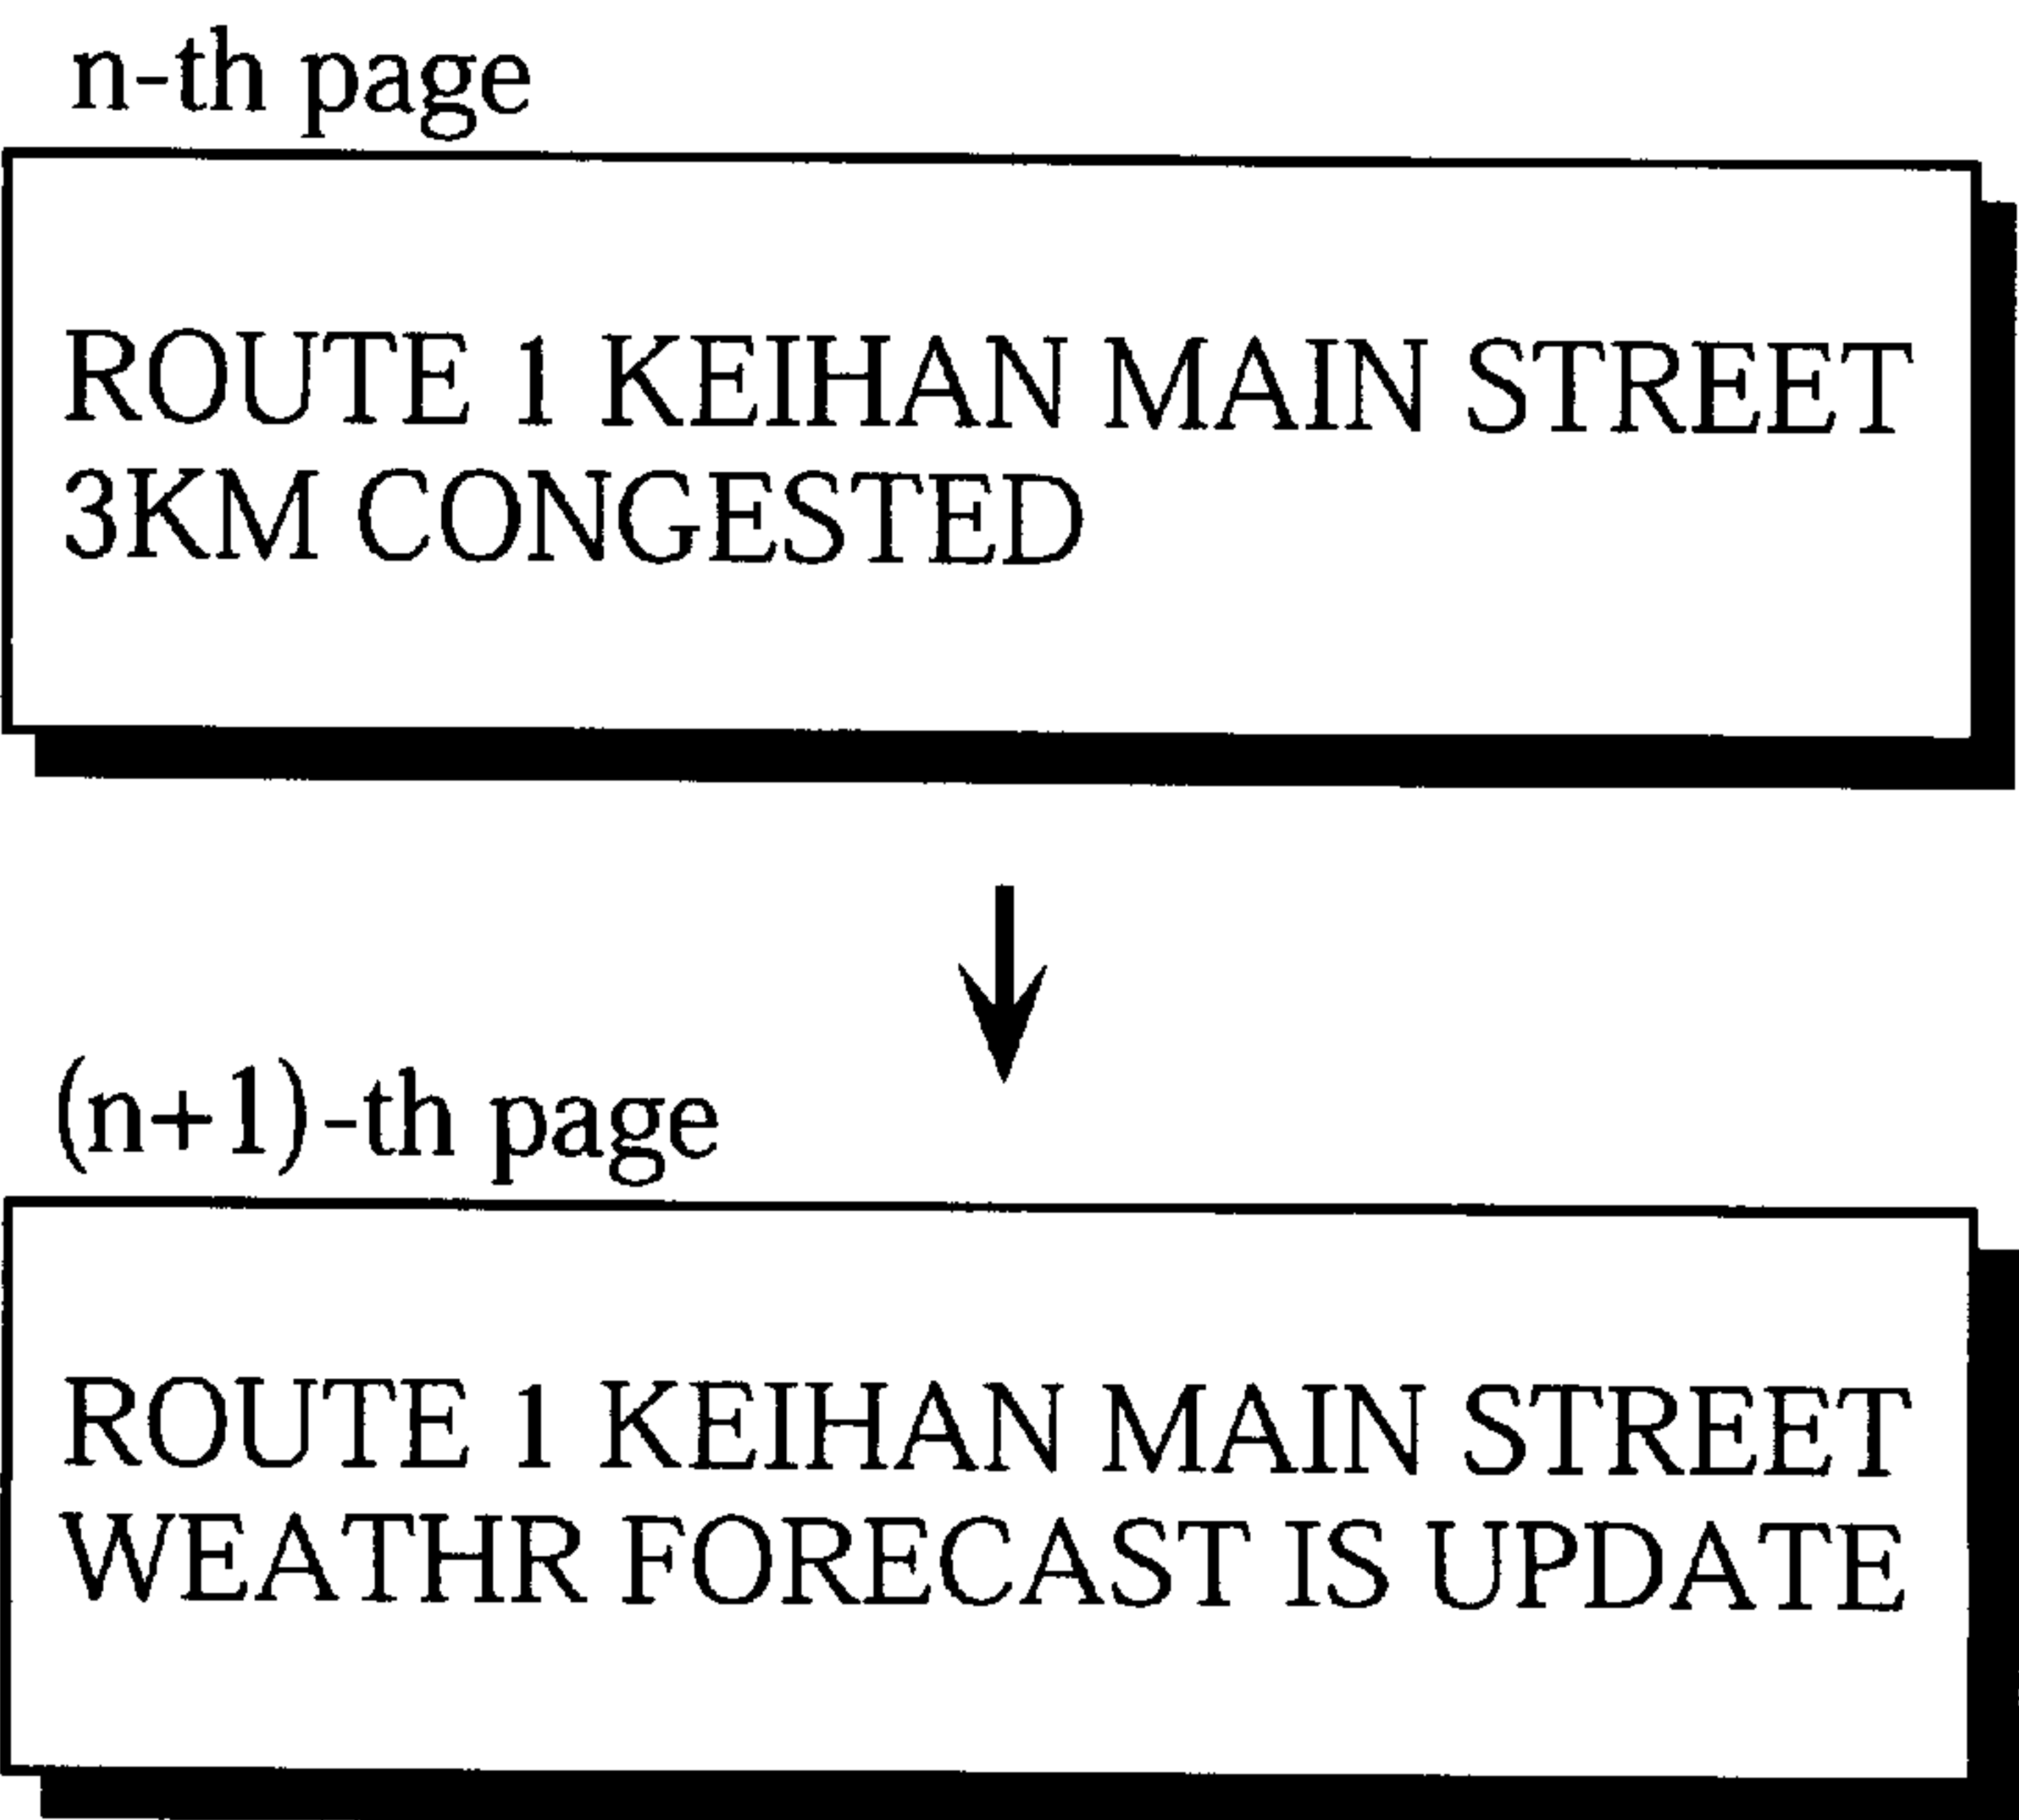 n-th page
ROUTE 1 KEIHAN MAIN STREET
3KM CONGESTED
(n+1)-th page
ROUTE 1 KEIHAN MAIN STREET
WEATHR FORECAST IS UPDATE